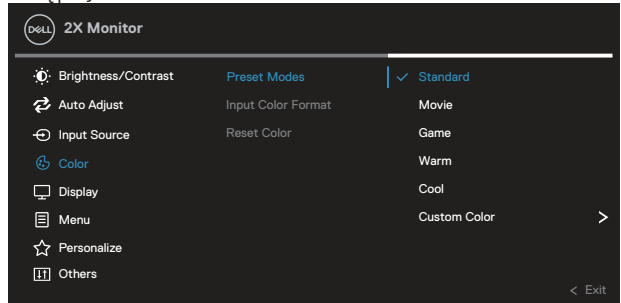 DELL 2X Monitor
Brightness/Contrast Preset Modes Standard
Auto Adjust Input Color Format Movie
Input Source Reset Color Game
Color Warm
Display Cool
Menu Custom Color >
Personalize
Others
< Exit